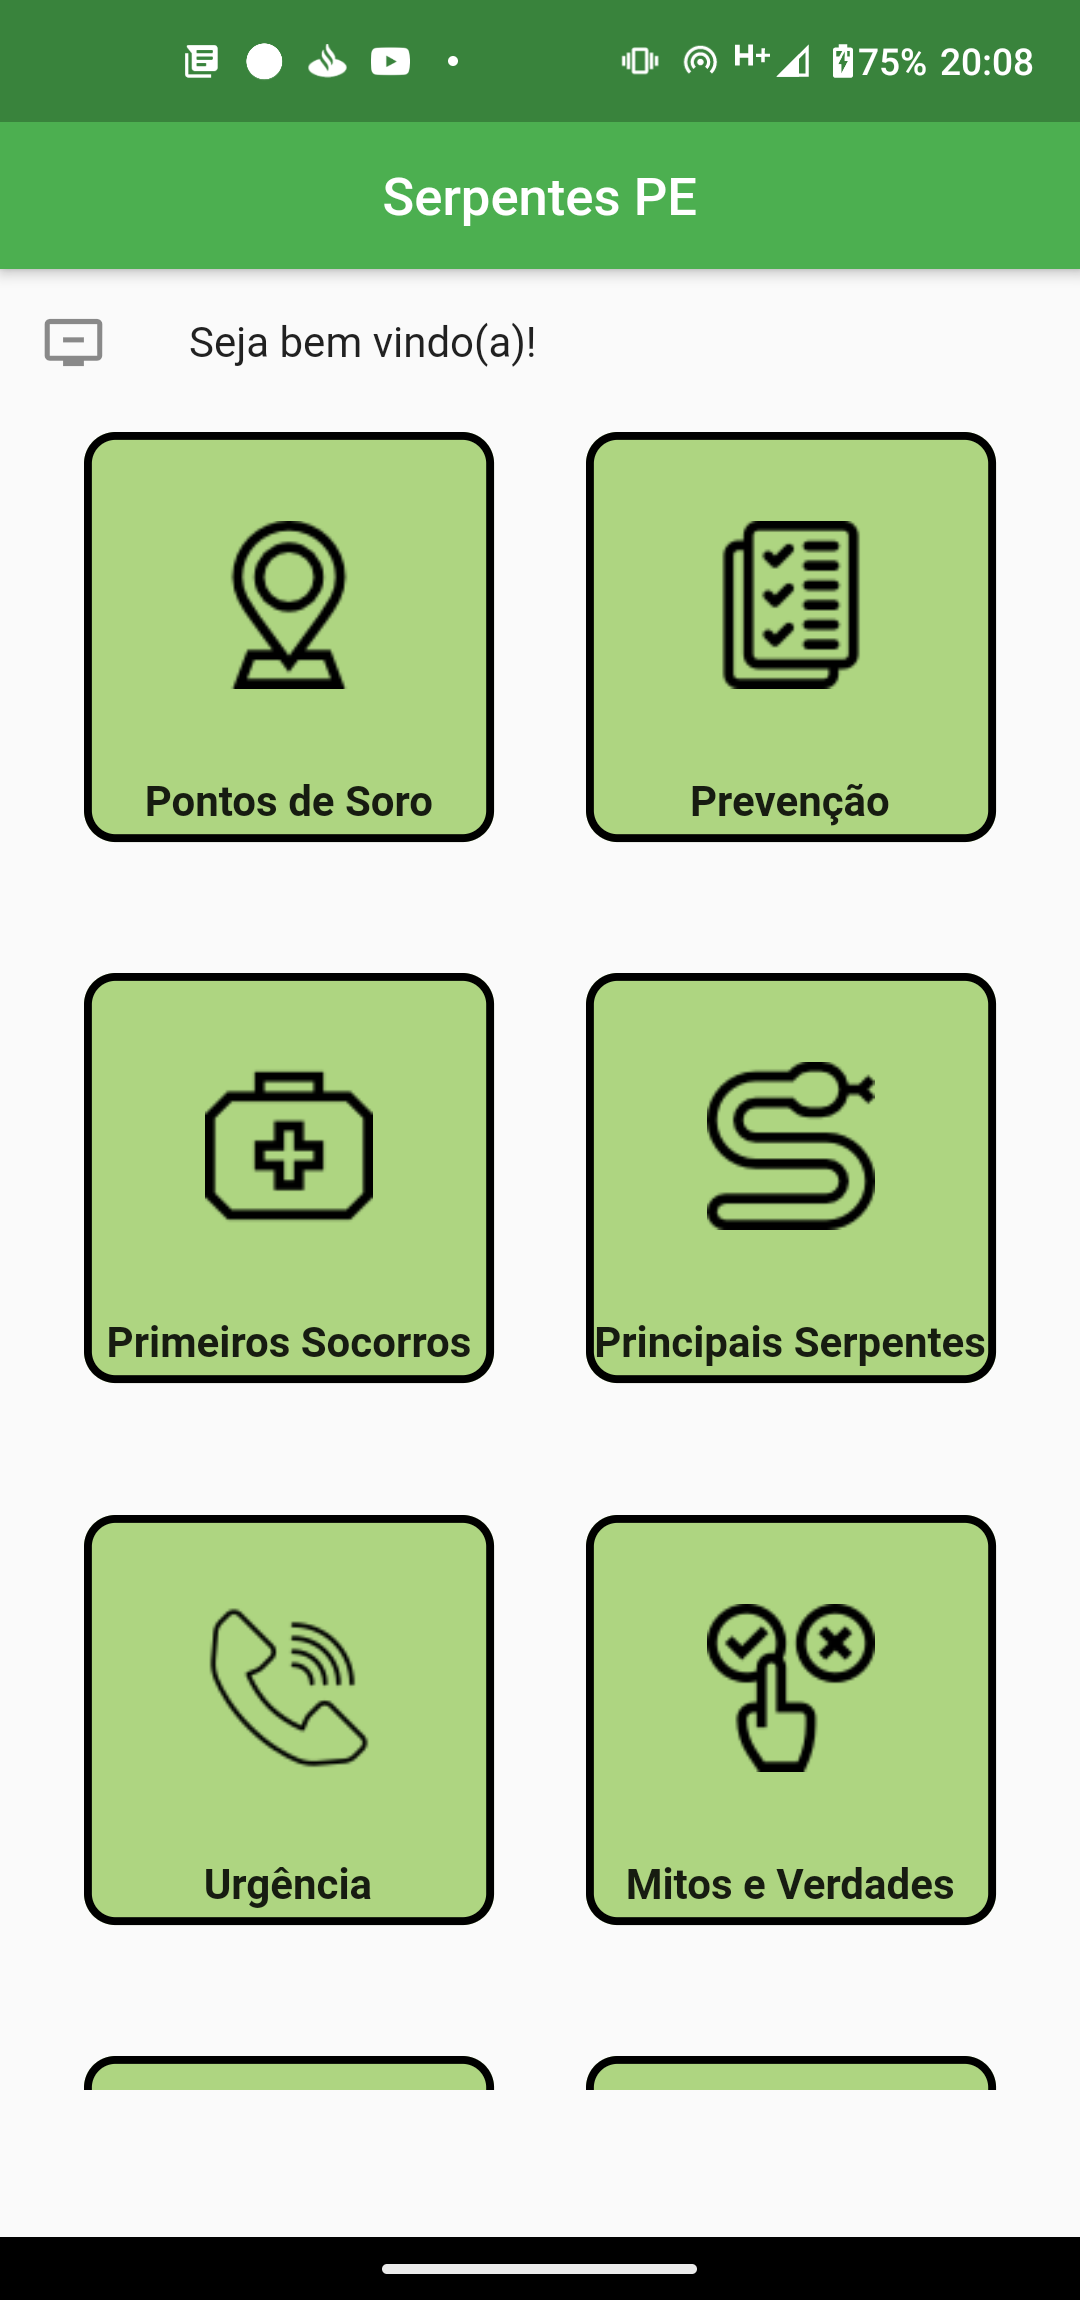 H+ 75% 20:08
Serpentes PE
Seja bem vindo(a)!
Pontos de Soro
Prevenção
Primeiros Socorros
Principais Serpentes
Urgência
Mitos e Verdades